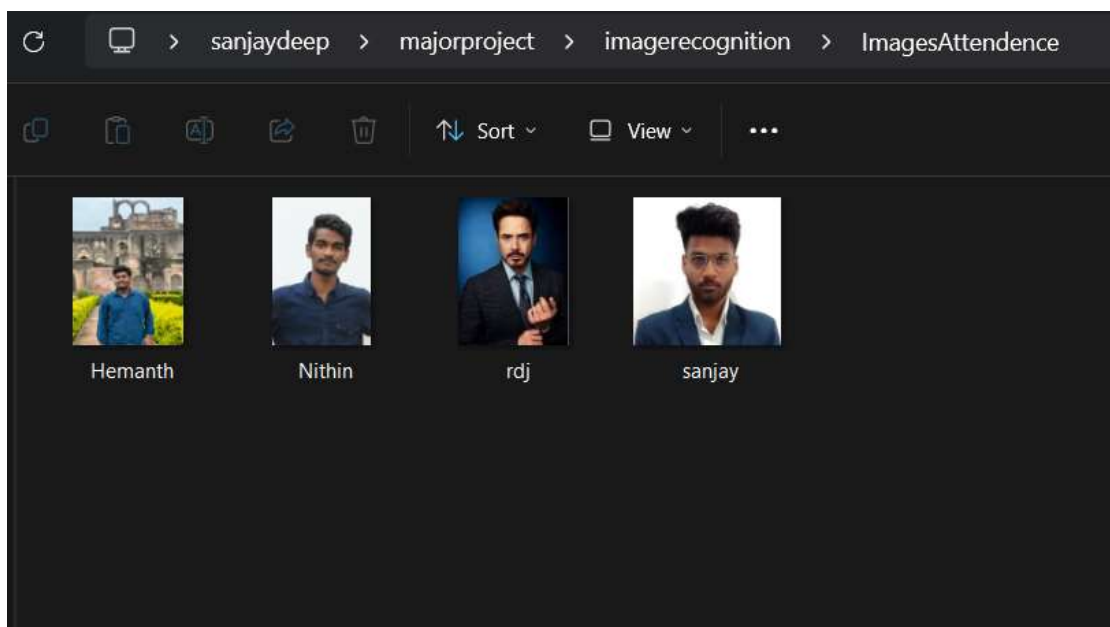 sanjaydeep > majorproject > imagerecognition > ImagesAttendence
Sort View
Hemanth Nithin rdj sanjay